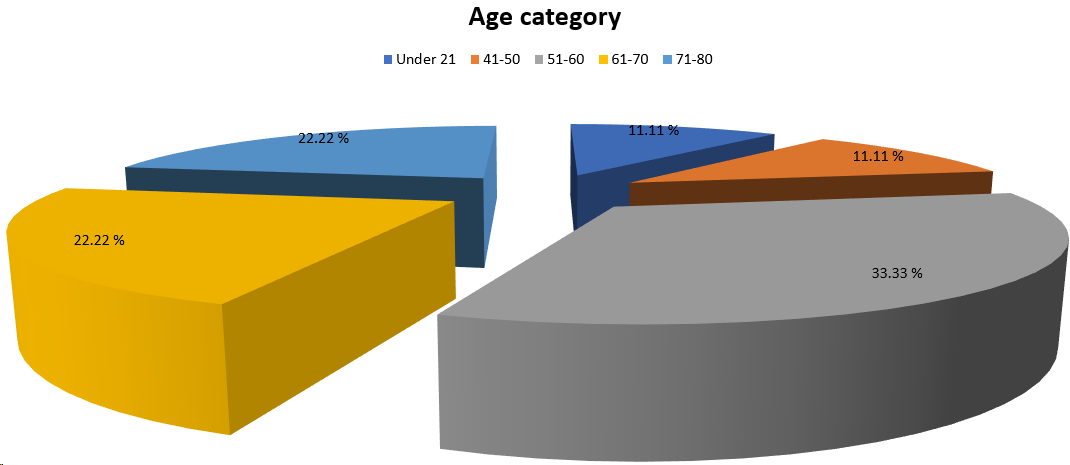 Age category
Under 21 41-50 51-60 61-70 71-80
22.22 %
11.11 %
11.11 %
22.22 %
33.33 %